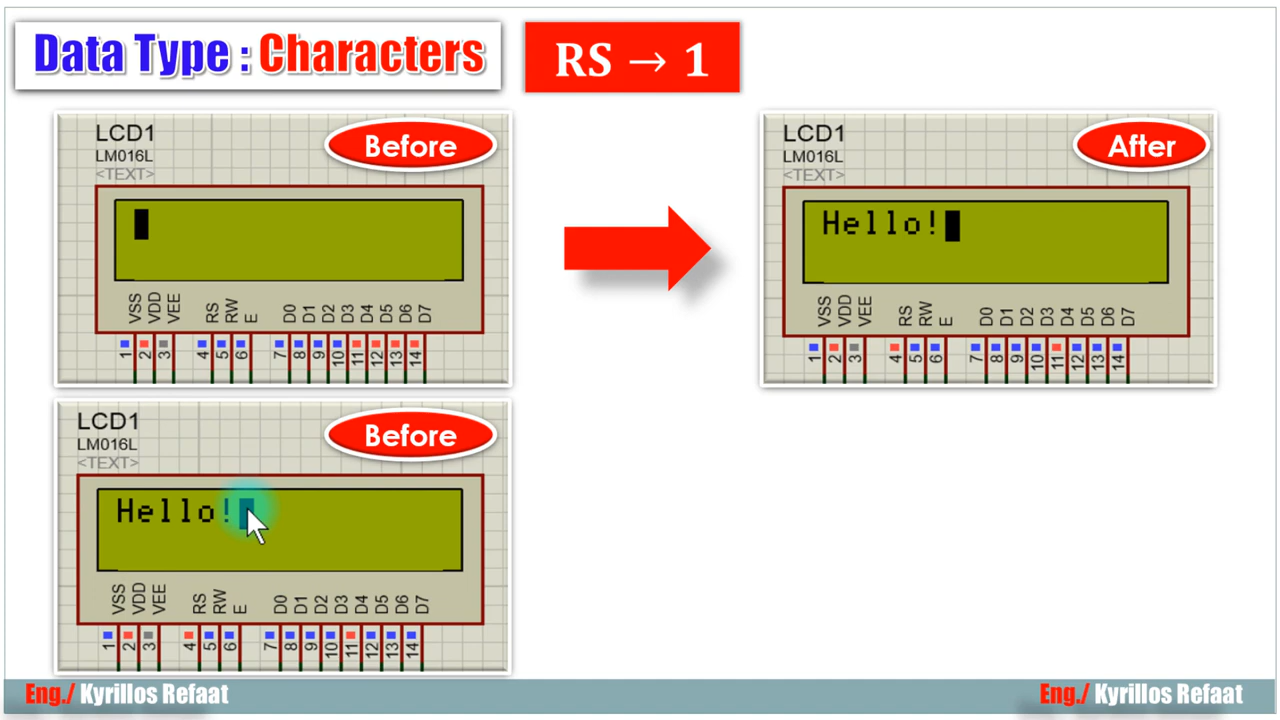 Data Type : Characters
RS → 1
LCD1
LM016L
<TEXT>
Before
VSS VDD VEE RS RW E D0 D1 D2 D3 D4 D5 D6 D7
1 2 3 4 5 6 7 8 9 10 11 12 13 14
LCD1
LM016L
<TEXT>
After
Hello!
VSS VDD VEE RS RW E D0 D1 D2 D3 D4 D5 D6 D7
1 2 3 4 5 6 7 8 9 10 11 12 13 14
LCD1
LM016L
<TEXT>
Before
Hello!
VSS VDD VEE RS RW E D0 D1 D2 D3 D4 D5 D6 D7
1 2 3 4 5 6 7 8 9 10 11 12 13 14
Eng./ Kyrillos Refaat
Eng./ Kyrillos Refaat